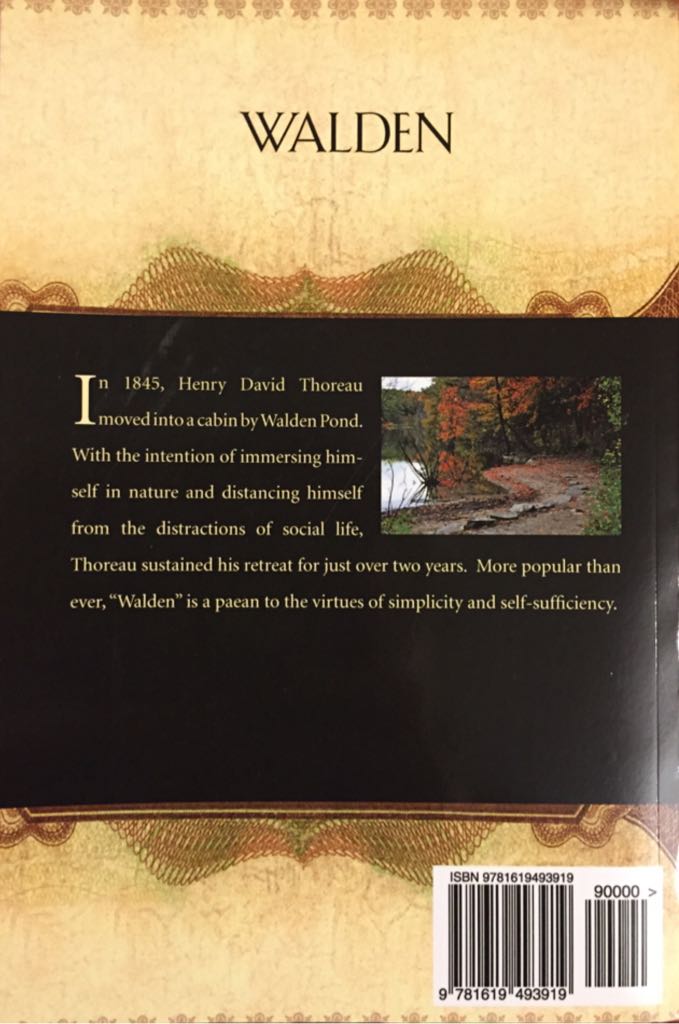 WALDEN
In 1845, Henry David Thoreau
moved into a cabin by Walden Pond.
With the intention of immersing him-
self in nature and distancing himself
from the distractions of social life,
Thoreau sustained his retreat for just over two years. More popular than
ever, “Walden” is a paean to the virtues of simplicity and self-sufficiency.
ISBN 9781619493919
90000 >
9 781619 493919